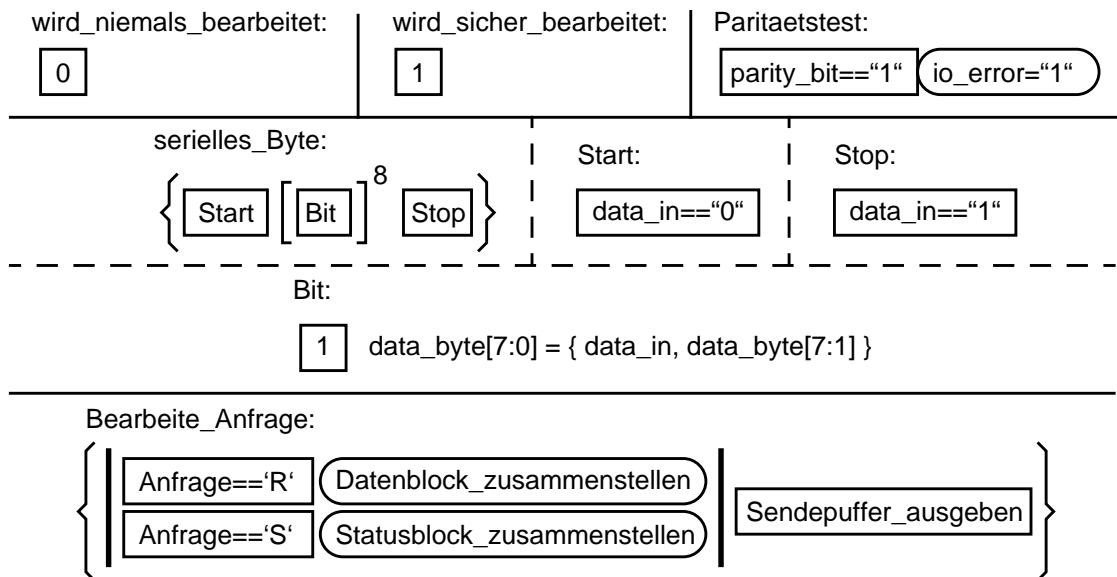 wird_niemals_bearbeitet: wird_sicher_bearbeitet: Paritaetstest:
0 1 parity_bit==“1“ io_error=“1“
serielles_Byte: Start: Stop:
{ Start [ Bit ]8 Stop } data_in==“0“ data_in==“1“
Bit:
1 data_byte[7:0] = { data_in, data_byte[7:1] }
Bearbeite_Anfrage:
Anfrage==‘R‘ Datenblock_zusammenstellen
Anfrage==‘S‘ Statusblock_zusammenstellen
Sendepuffer_ausgeben